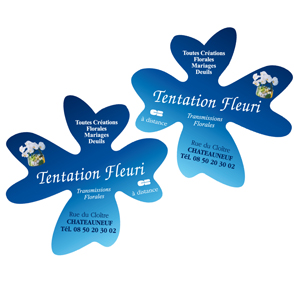 Toutes Créations
Florales
Mariages
Deuils
Tentation Fleuri
à distance
Transmissions
Florales
Rue du Cloître
CHATEAUNEUF
Tél. 08 50 20 30 02
Toutes Créations
Florales
Mariages
Deuils
Tentation Fleuri
Transmissions
Florales
à distance
Rue du Cloître
CHATEAUNEUF
Tél. 08 50 20 30 02